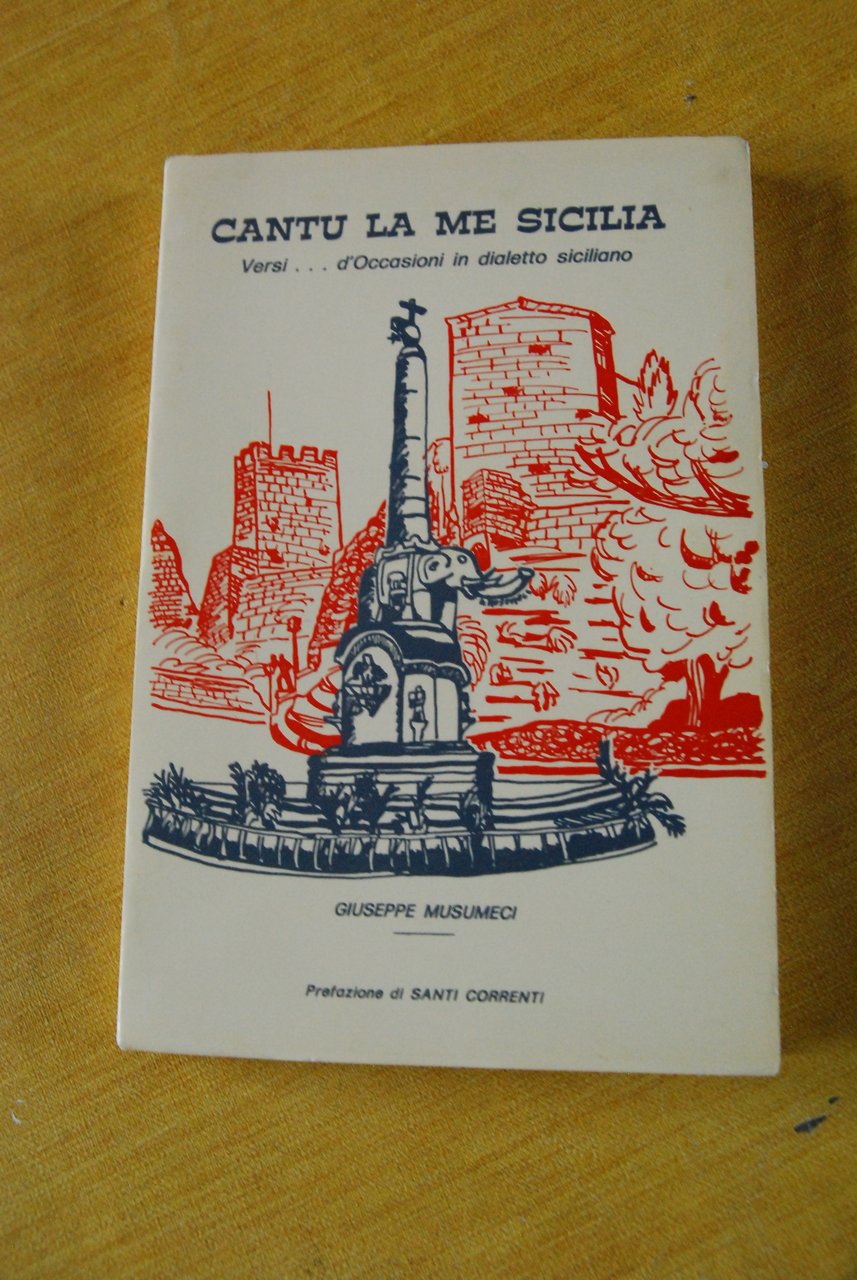 CANTU LA ME SICILIA
Versi . . . d'Occasioni in dialetto siciliano
GIUSEPPE MUSUMECI
Prefazione di SANTI CORRENTI